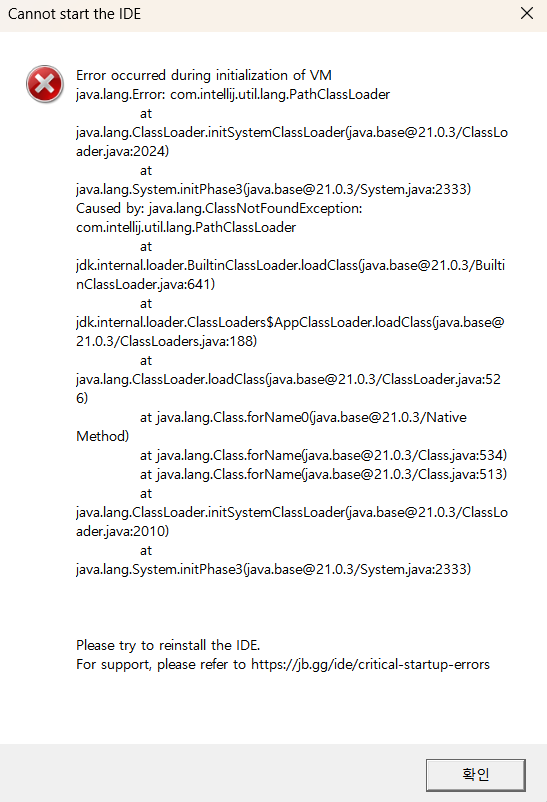 Cannot start the IDE
Error occurred during initialization of VM
java.lang.Error: com.intellij.util.lang.PathClassLoader
at
java.lang.ClassLoader.initSystemClassLoader(java.base@21.0.3/ClassLo
ader.java:2024)
at
java.lang.System.initPhase3(java.base@21.0.3/System.java:2333)
Caused by: java.lang.ClassNotFoundException:
com.intellij.util.lang.PathClassLoader
at
jdk.internal.loader.BuiltinClassLoader.loadClass(java.base@21.0.3/Builti
nClassLoader.java:641)
at
jdk.internal.loader.ClassLoaders$AppClassLoader.loadClass(java.base@
21.0.3/ClassLoaders.java:188)
at
java.lang.ClassLoader.loadClass(java.base@21.0.3/ClassLoader.java:52
6)
at java.lang.Class.forName0(java.base@21.0.3/Native
Method)
at java.lang.Class.forName(java.base@21.0.3/Class.java:534)
at java.lang.Class.forName(java.base@21.0.3/Class.java:513)
at
java.lang.ClassLoader.initSystemClassLoader(java.base@21.0.3/ClassLo
ader.java:2010)
at
java.lang.System.initPhase3(java.base@21.0.3/System.java:2333)
Please try to reinstall the IDE.
For support, please refer to https://jb.gg/ide/critical-startup-errors
확인